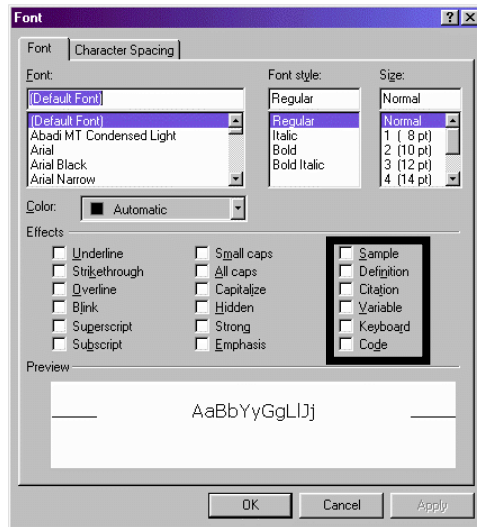 Font
Font Character Spacing
Font: Font style: Size:
(Default Font) Regular Normal
(Default Font) Regular Normal
Abadi MT Condensed Light Italic 1 ( 8 pt)
Arial Bold 2 (10 pt)
Arial Black Bold Italic 3 (12 pt)
Arial Narrow 4 (14 pt)
Color: Automatic
Effects
Underline Small caps Sample
Strikethrough All caps Definition
Overline Capitalize Citation
Blink Hidden Variable
Superscript Strong Keyboard
Subscript Emphasis Code
Preview
AaBbYyGgLlJj
OK Cancel Apply